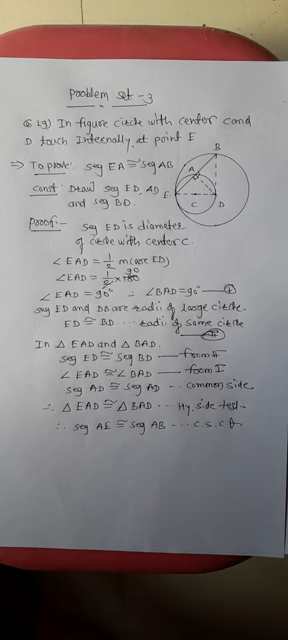 Problem set -3
Q 19) In figure circle with center C and
D touch Internally at point E
⇒ To prove: seg EA ≅ seg AB
const: Draw seg ED, AD
and seg BD.
B
A
E
C
D
Proof:-
seg ED is diameter
of circle with center C.
∠EAD = 1/2 m(arc ED)
∠EAD = 1/2 × 180 90
∠EAD = 90° ∴ ∠BAD = 90° — I
seg ED and DB are radii of large circle.
ED ≅ BD .... radii of same circle
— II
In △ EAD and △ BAD.
seg ED ≅ seg BD — from II
∠ EAD ≅ ∠ BAD — from I
seg AD ≅ seg AD -- common side
∴ △ EAD ≅ △ BAD ... Hy. side test-
∴ seg AE ≅ seg AB ... C.S.C.T.